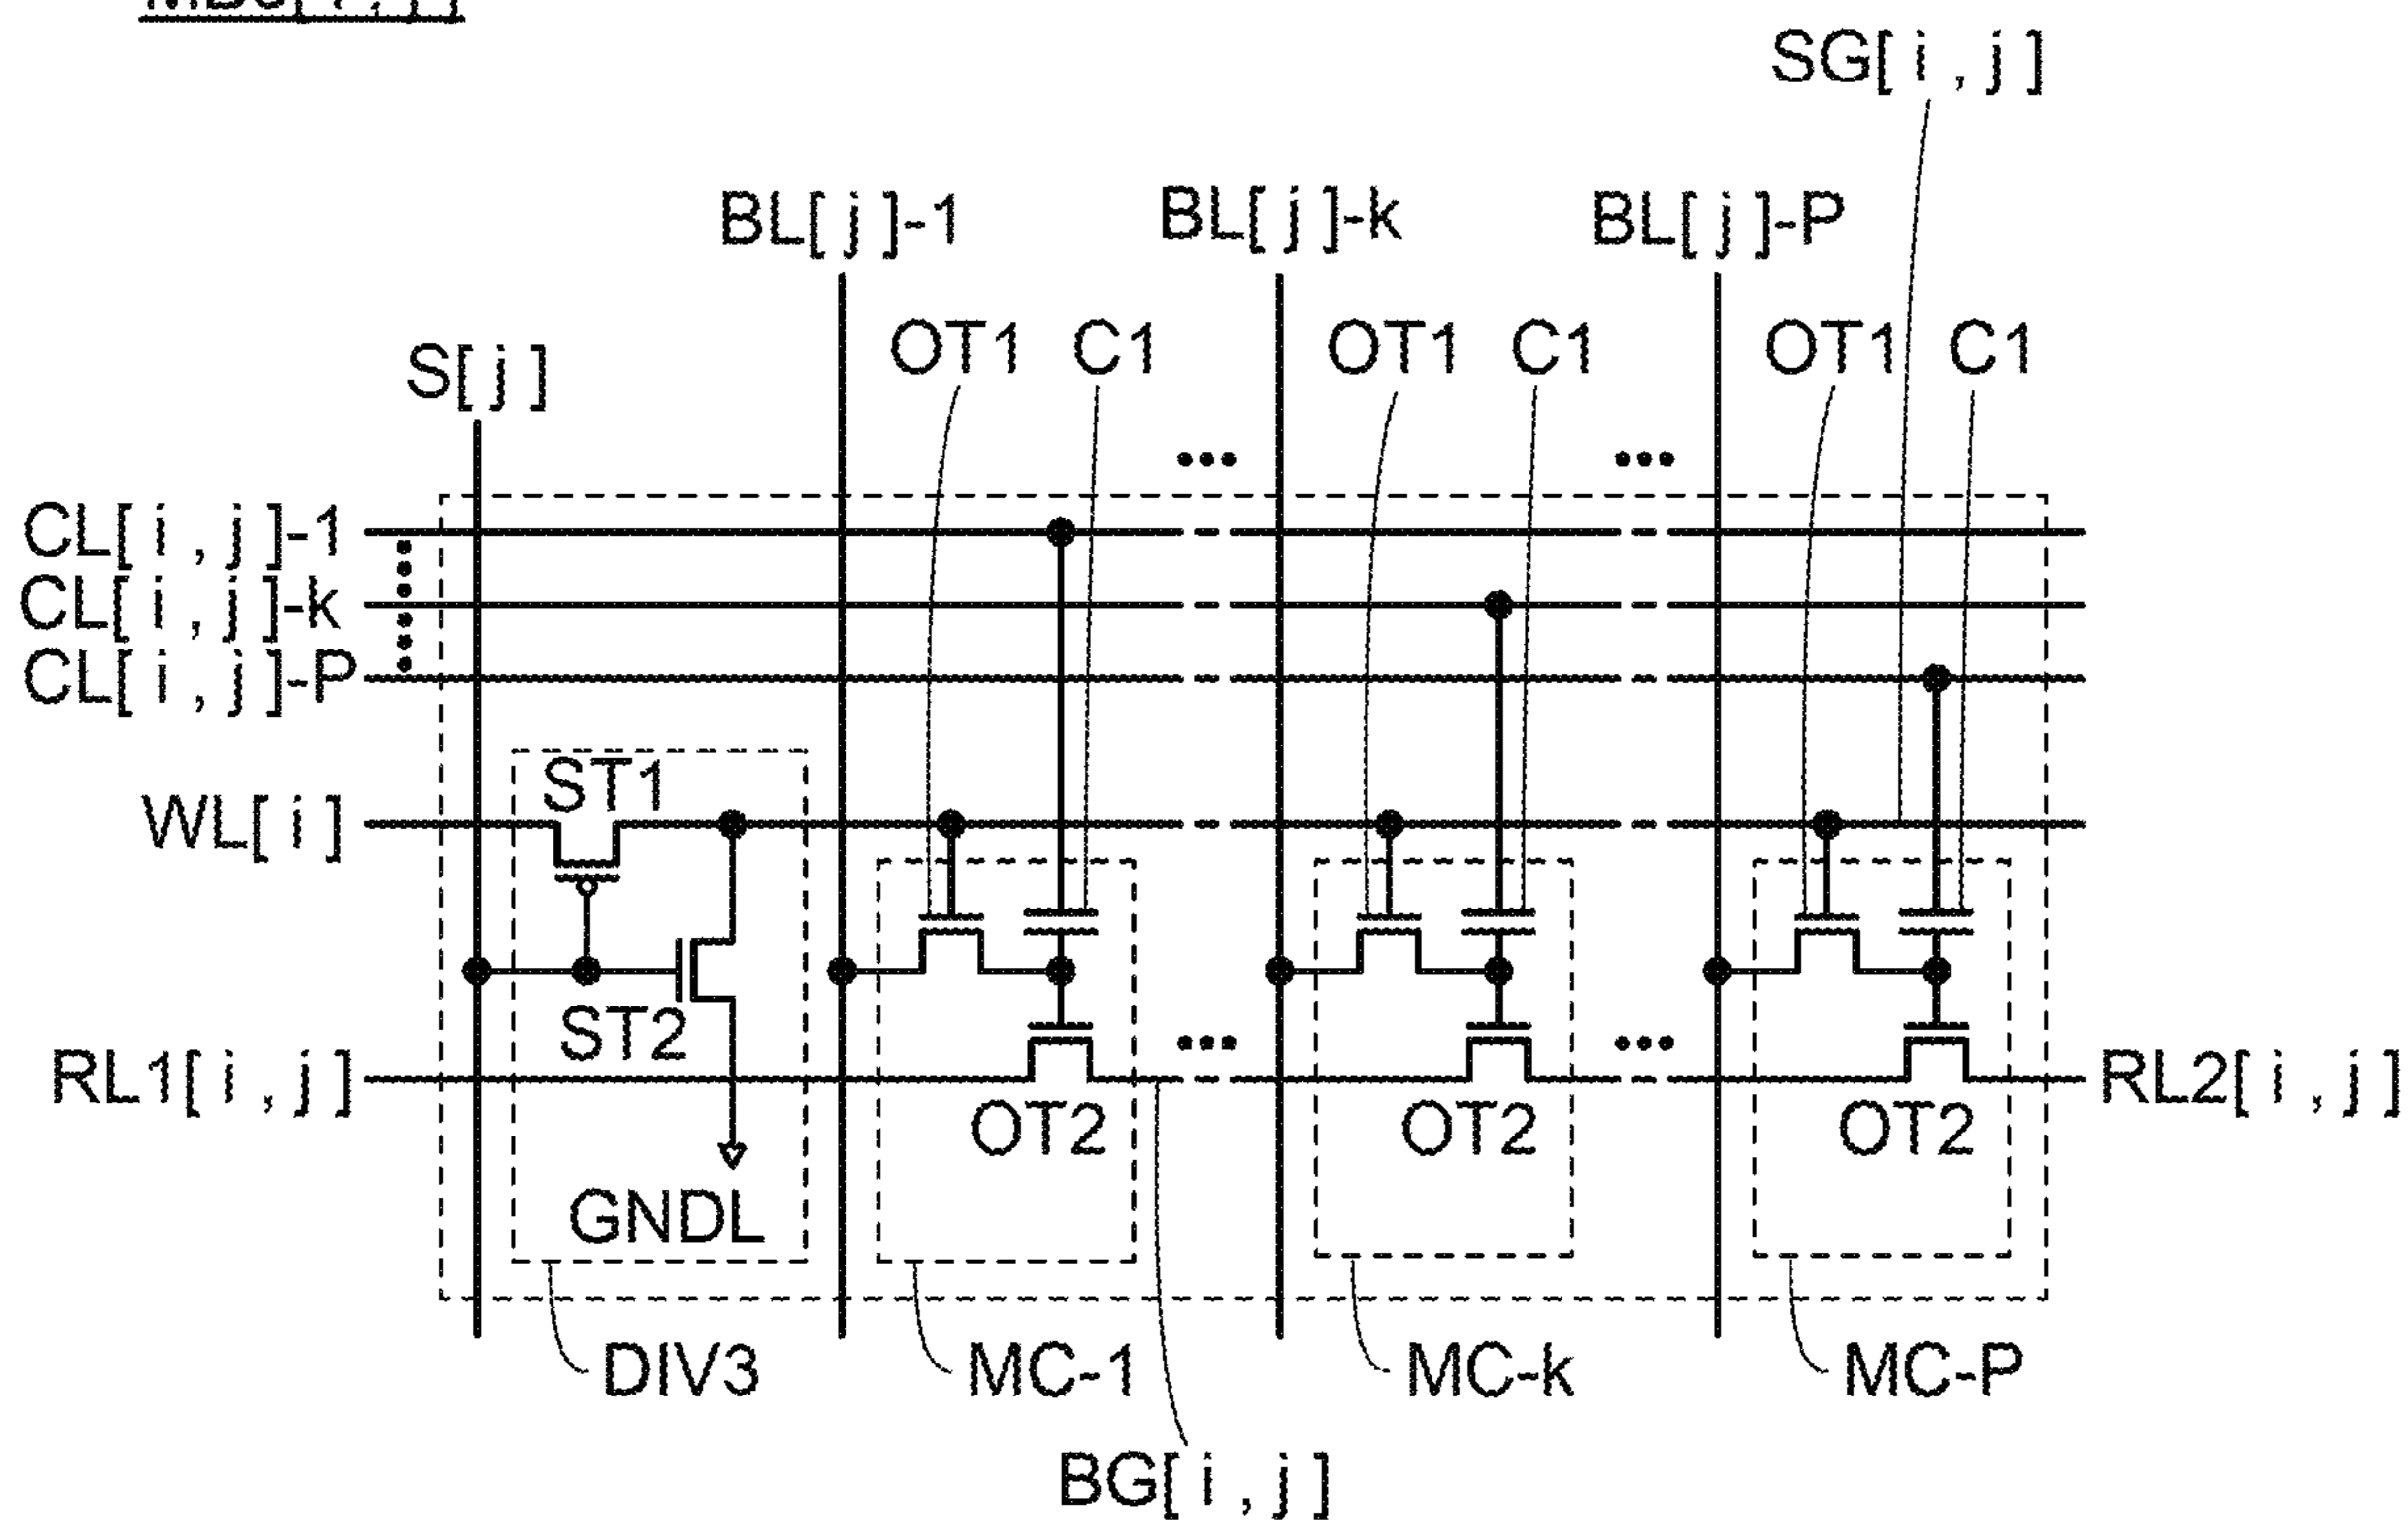 SG[ i , j ]
BL[ j ]-1 BL[ j ]-k BL[ j ]-P
S[ j ] OT1 C1 OT1 C1 OT1 C1
CL[ i , j ]-1
CL[ i , j ]-k
CL[ i , j ]-P
ST1
WL[ i ]
ST2
RL1[ i , j ] RL2[ i , j ]
OT2 OT2 OT2
GNDL
DIV3 MC-1 MC-k MC-P
BG[ i , j ]